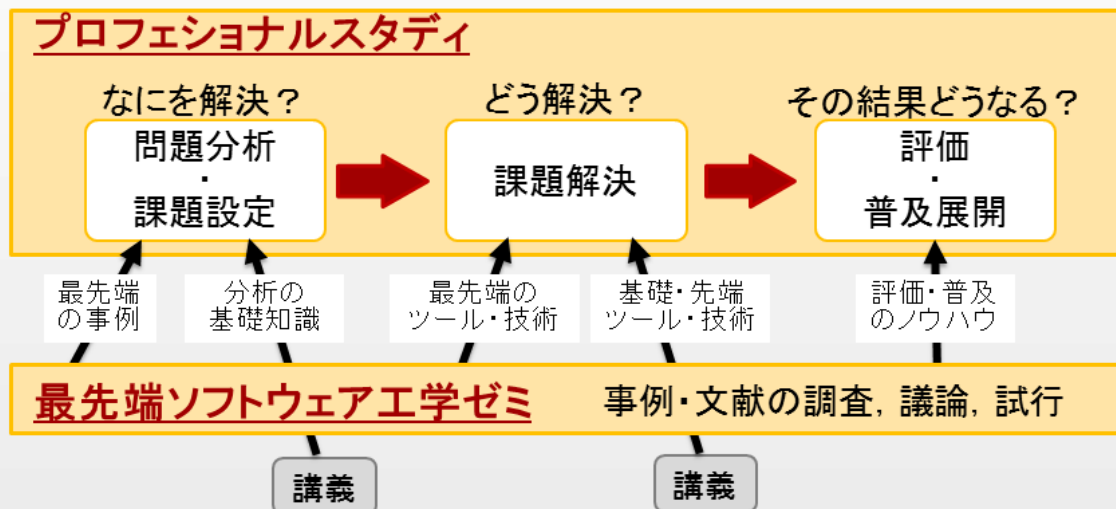 プロフェショナルスタディ
なにを解決？
どう解決？
その結果どうなる？
問題分析
・
課題設定
課題解決
評価
・
普及展開
最先端
の事例
分析の
基礎知識
最先端の
ツール・技術
基礎・先端
ツール・技術
評価・普及
のノウハウ
最先端ソフトウェア工学ゼミ
事例・文献の調査, 議論, 試行
講義
講義